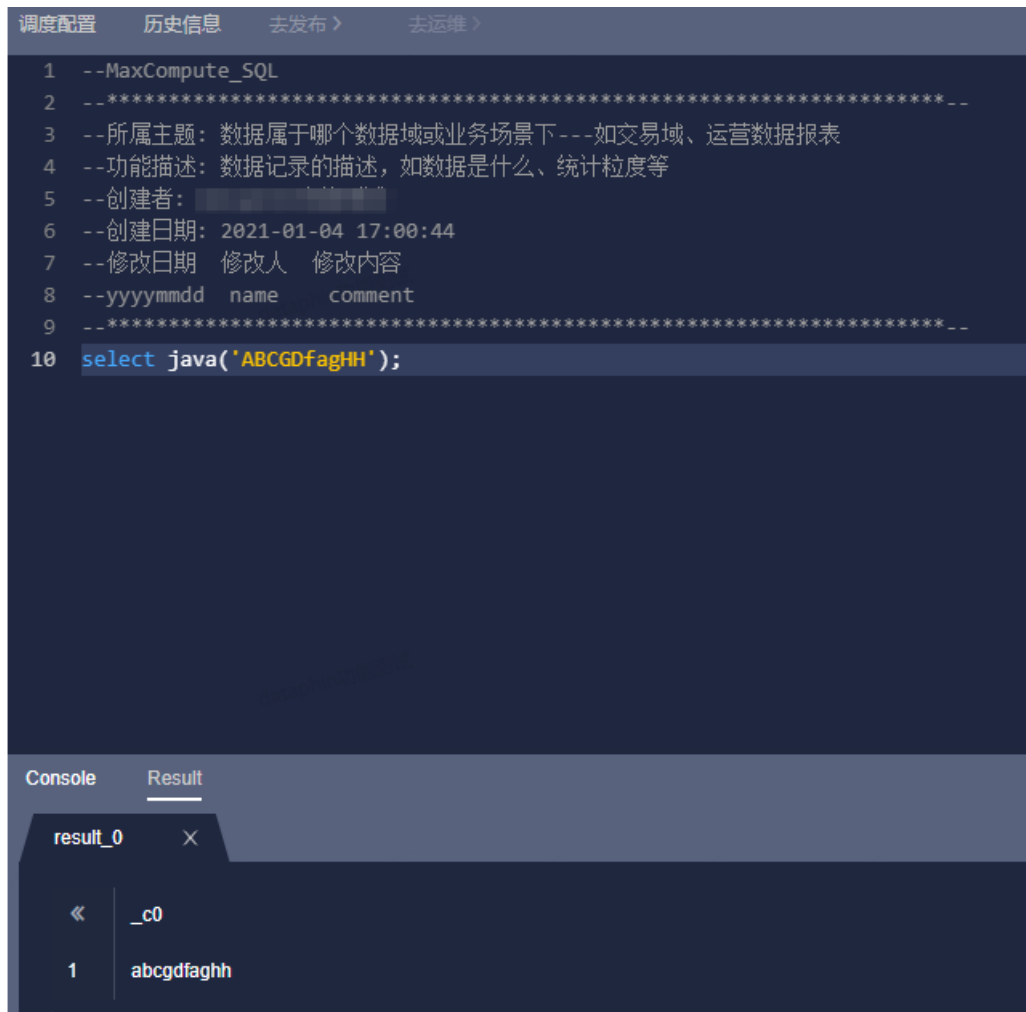 调度配置 历史信息 去发布 > 去运维 >
1 --MaxCompute_SQL
2 --*******************************************************************--
3 --所属主题: 数据属于哪个数据域或业务场景下---如交易域、运营数据报表
4 --功能描述: 数据记录的描述，如数据是什么、统计粒度等
5 --创建者:
6 --创建日期: 2021-01-04 17:00:44
7 --修改日期 修改人 修改内容
8 --yyyymmdd name comment
9 --*******************************************************************--
10 select java('ABCGDfagHH');
Console Result
result_0 ×
« _c0
1 abcgdfaghh